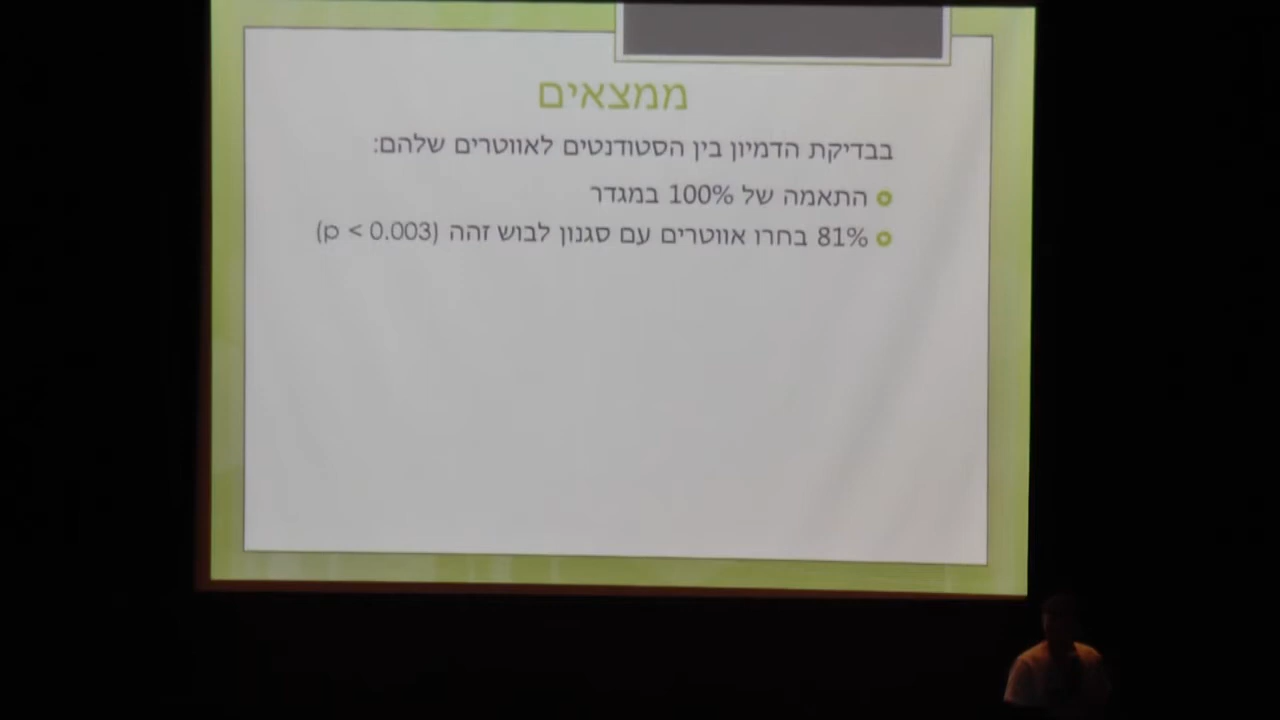 ממצאים
בבדיקת הדמיון בין הסטודנטים לאווטרים שלהם:
התאמה של 100% במגדר
81% בחרו אווטרים עם סגנון לבוש זהה (p < 0.003)